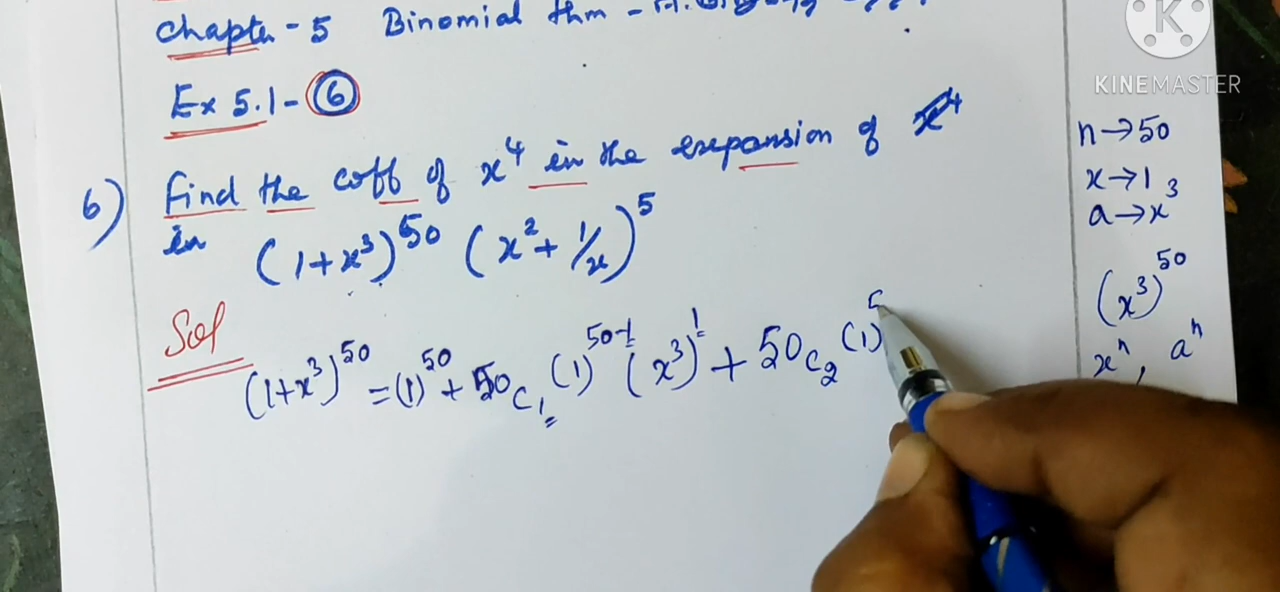 Chapter - 5 Binomial thm -
K
KINEMASTER
Ex 5.1 - 6
6) Find the coff of x⁴ in the expansion of
in (1+x³)⁵⁰ (x²+1/x)⁵
n→50
x→1
a→x³
(x³)⁵⁰
xⁿ, aⁿ
Sol
(1+x³)⁵⁰ = (1)⁵⁰ + 50c₁ (1)⁵⁰⁻¹ (x³)¹ + 50c₂ (1)⁵